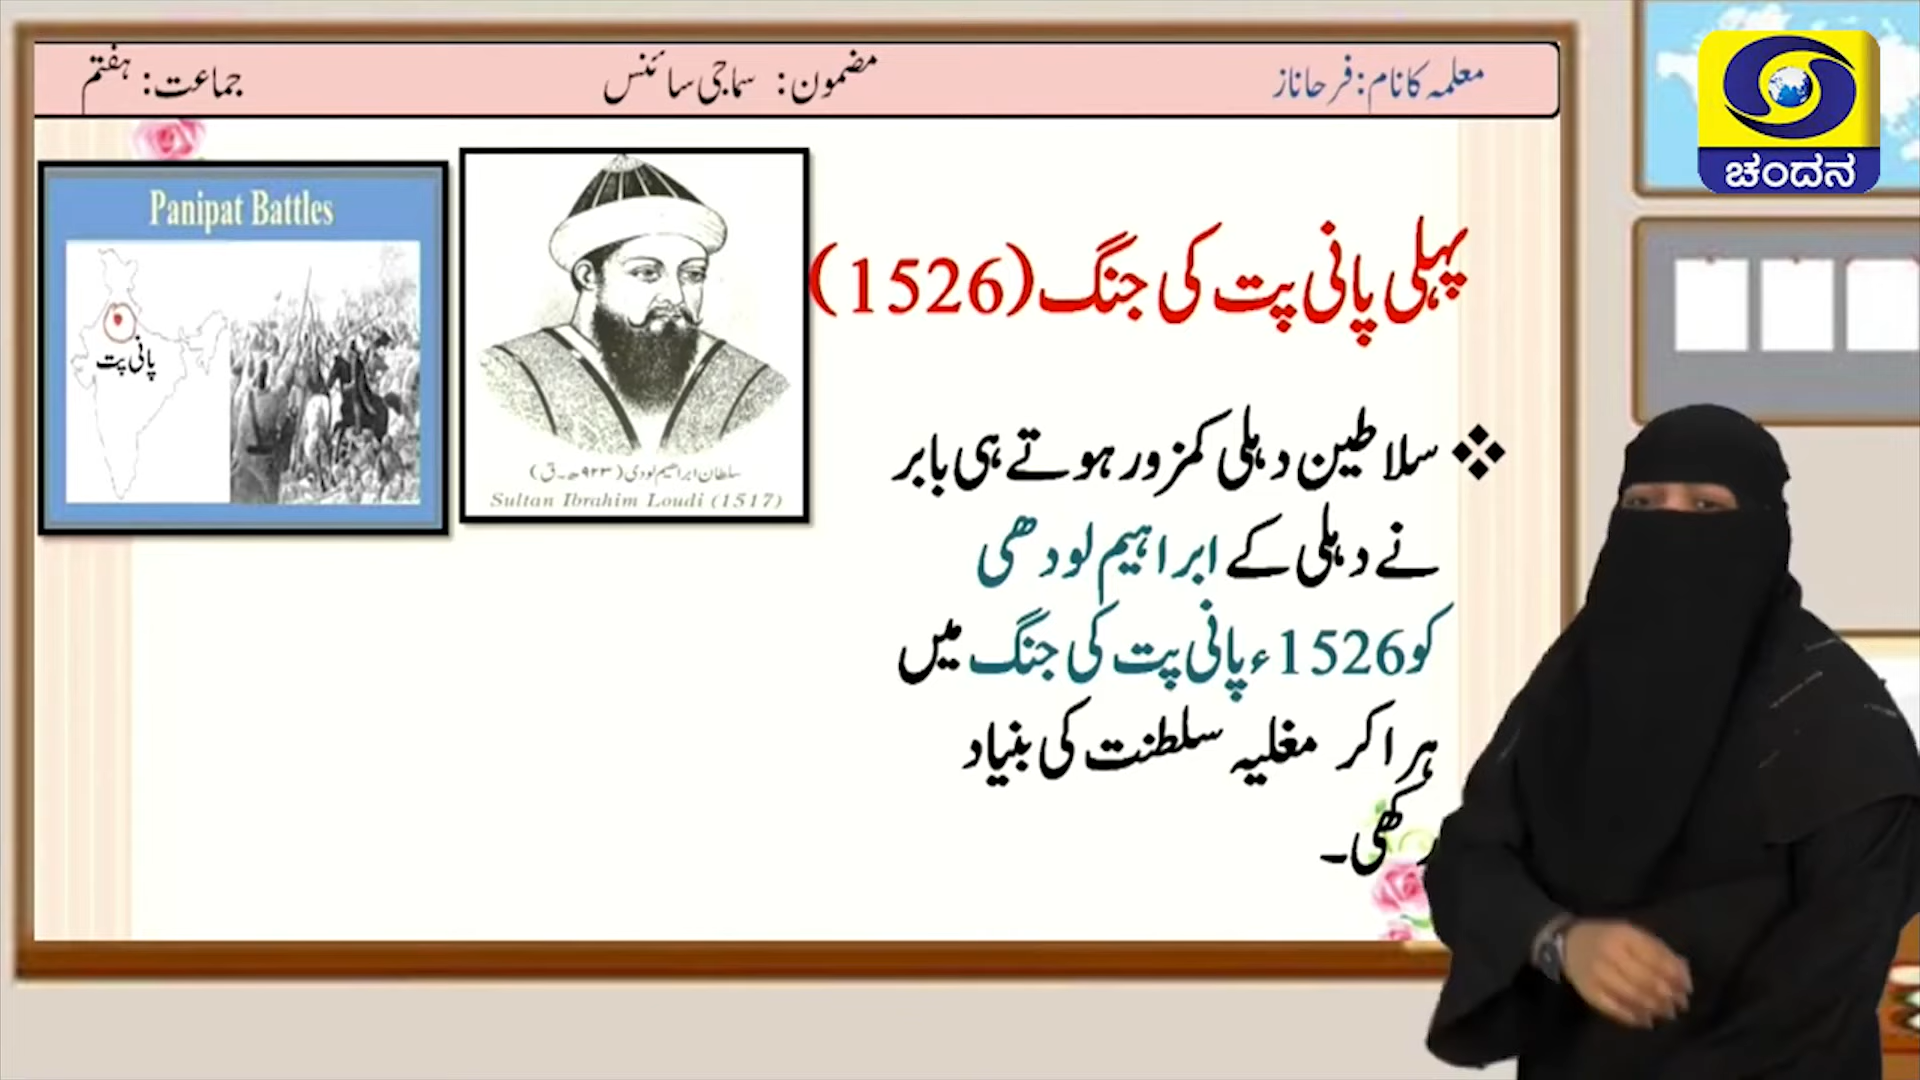 معلمہ کا نام: فرحاناز
مضمون: سماجی سائنس
جماعت: ہفتم
ಚಂದನ
Panipat Battles
پانی پت
سلطان ابراهیم لودی (۹۲۳ھ-ق)
Sultan Ibrahim Loudi (1517)
پہلی پانی پت کی جنگ (1526)
❖ سلاطین دہلی کمزور ہوتے ہی بابر
نے دہلی کے ابراہیم لودھی
کو 1526ء پانی پت کی جنگ میں
ہرا کر مغلیہ سلطنت کی بنیاد
رکھی۔